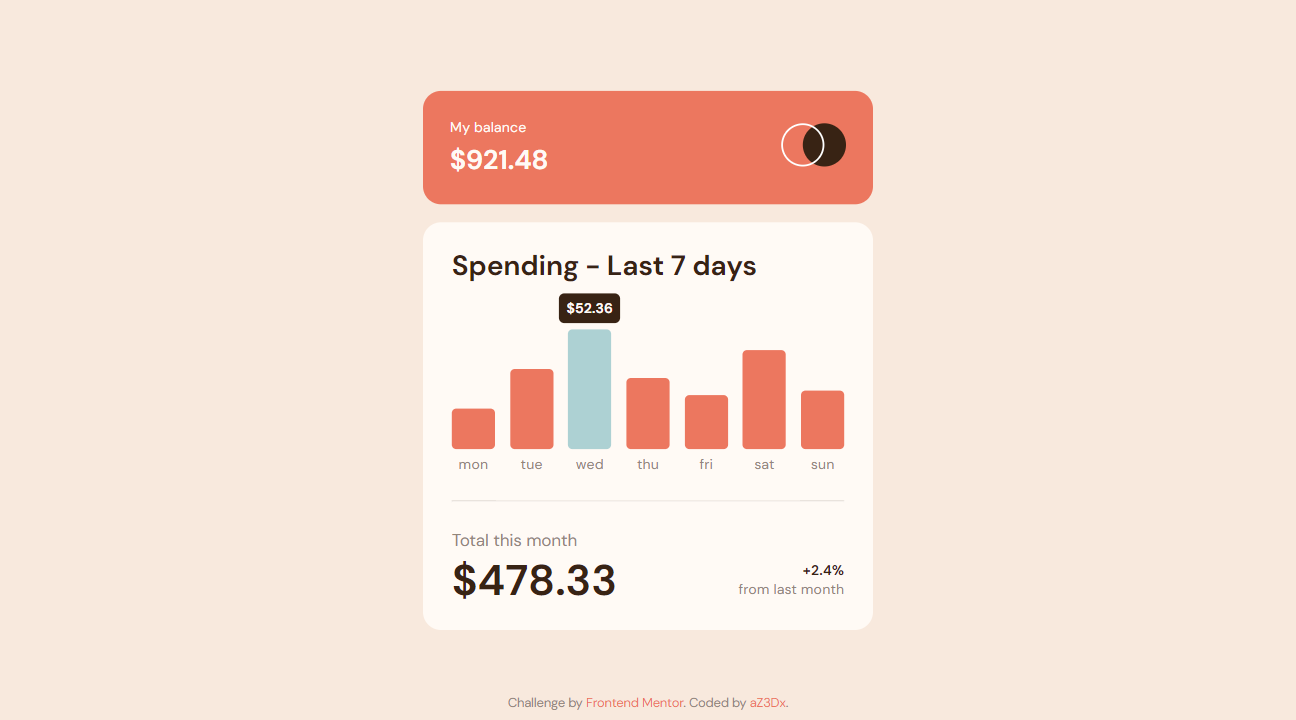 My balance
$921.48
Spending - Last 7 days
$52.36
mon tue wed thu fri sat sun
Total this month
$478.33
+2.4%
from last month
Challenge by Frontend Mentor. Coded by aZ3Dx.